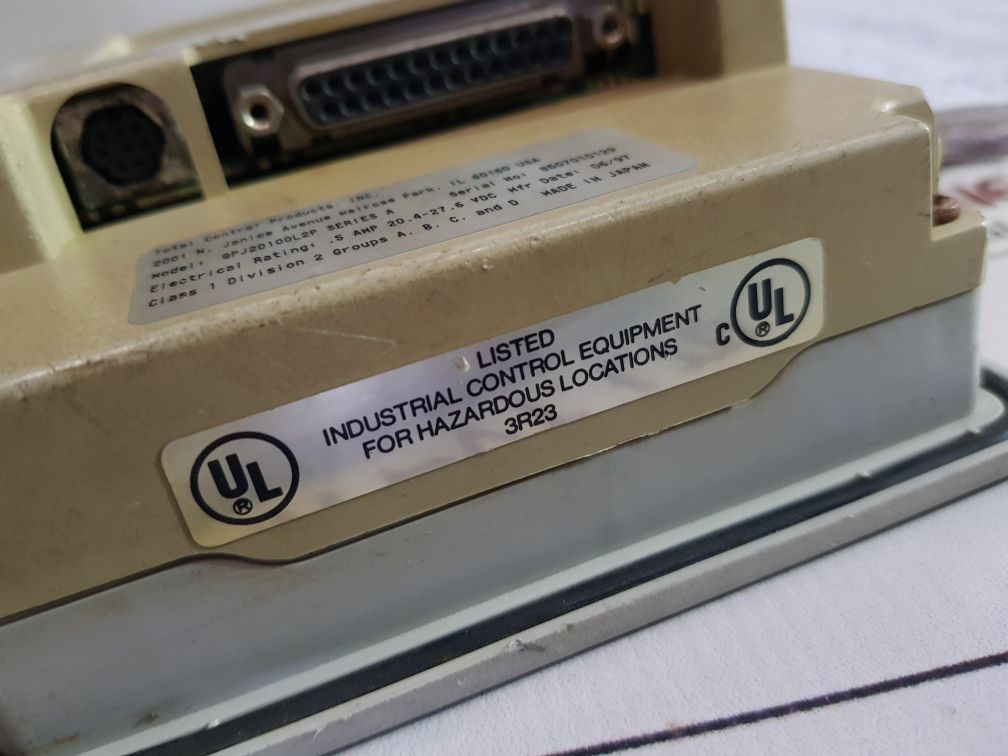 Total Control Products, INC.
2001 N. Janice Avenue Melrose Park, IL 60160 USA
Model: GPJ2D100L2P SERIES A Serial No: 8507010129
Electrical Rating: .5 AMP 20.4-27.6 VDC Mfr Date: 06/97
Class 1 Division 2 Groups A, B, C, and D MADE IN JAPAN
LISTED
INDUSTRIAL CONTROL EQUIPMENT
FOR HAZARDOUS LOCATIONS
3R23
UL ®
C UL ®